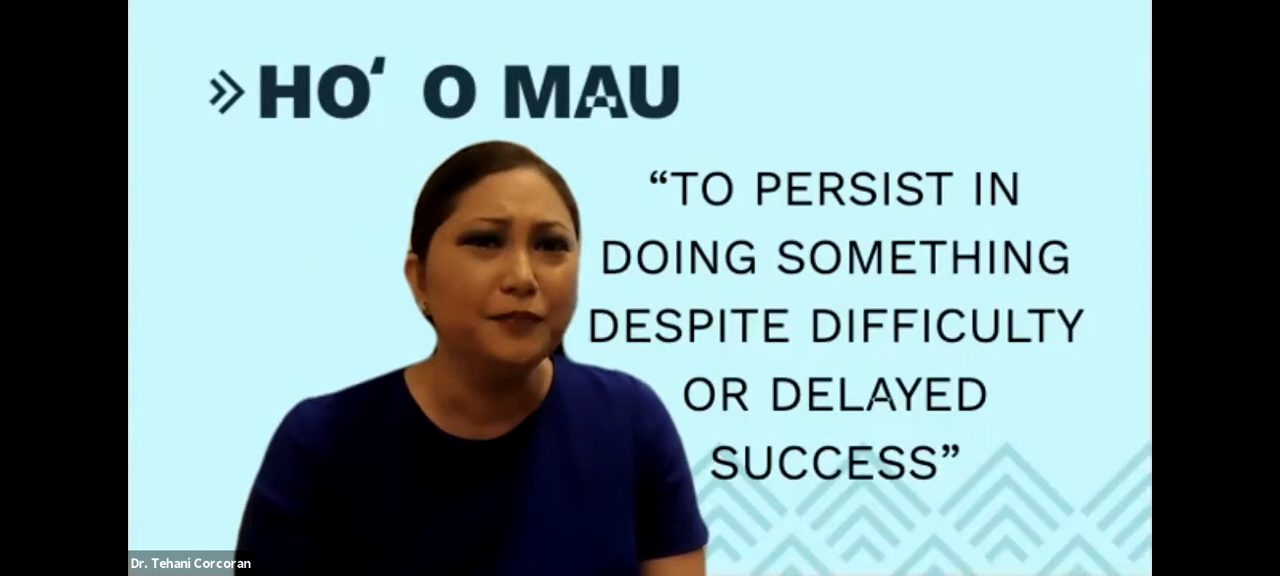 HOʻ O MAU
“TO PERSIST IN
DOING SOMETHING
DESPITE DIFFICULTY
OR DELAYED
SUCCESS”
Dr. Tehani Corcoran